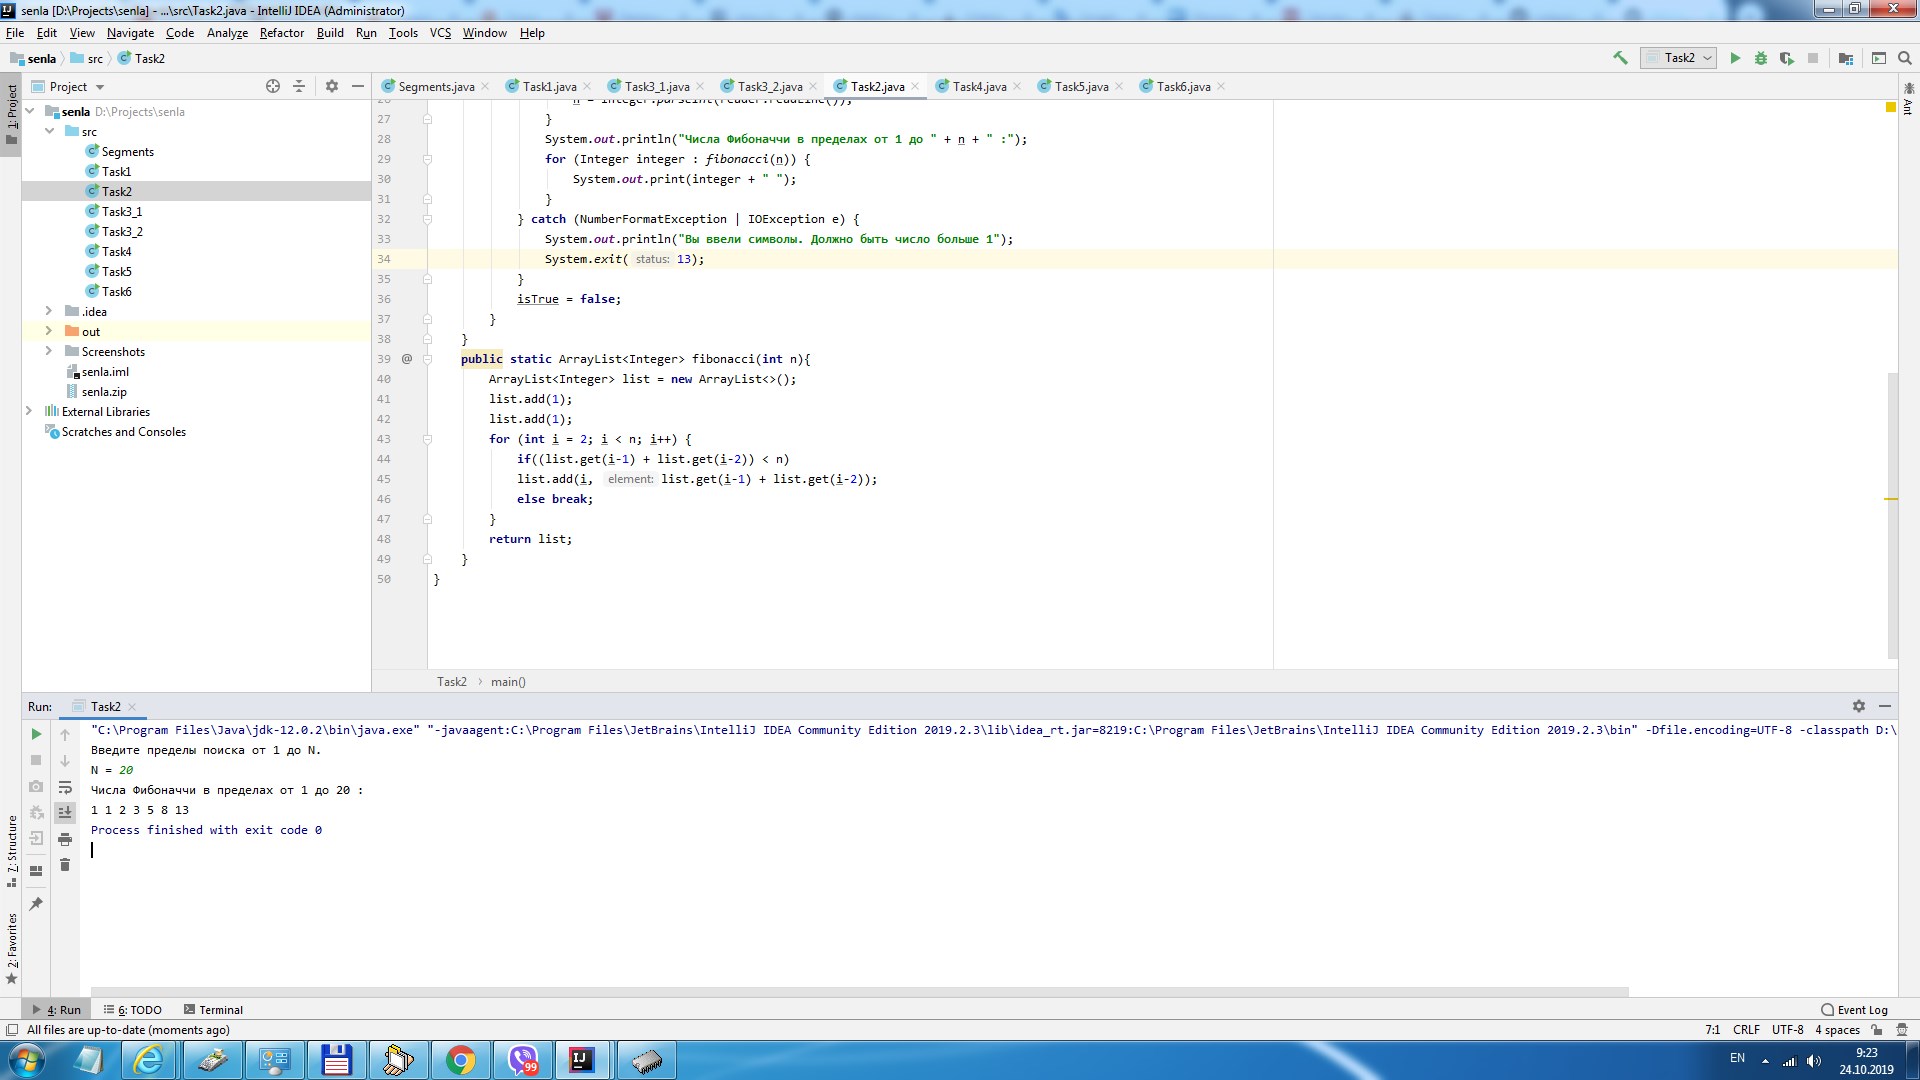 senla [D:\Projects\senla] - ...\src\Task2.java - IntelliJ IDEA (Administrator)
File Edit View Navigate Code Analyze Refactor Build Run Tools VCS Window Help
senla src Task2
Task2
Project
Segments.java Task1.java Task3_1.java Task3_2.java Task2.java Task4.java Task5.java Task6.java
1: Project
Ant
senla D:\Projects\senla
src
Segments
Task1
Task2
Task3_1
Task3_2
Task4
Task5
Task6
.idea
out
Screenshots
senla.iml
senla.zip
External Libraries
Scratches and Consoles
n = Integer.parseInt(reader.readLine());
27 }
28 System.out.println("Числа Фибоначчи в пределах от 1 до " + n + " :");
29 for (Integer integer : fibonacci(n)) {
30 System.out.print(integer + " ");
31 }
32 } catch (NumberFormatException | IOException e) {
33 System.out.println("Вы ввели символы. Должно быть число больше 1");
34 System.exit( status: 13);
35 }
36 isTrue = false;
37 }
38 }
39 @ public static ArrayList<Integer> fibonacci(int n){
40 ArrayList<Integer> list = new ArrayList<>();
41 list.add(1);
42 list.add(1);
43 for (int i = 2; i < n; i++) {
44 if((list.get(i-1) + list.get(i-2)) < n)
45 list.add(i, element: list.get(i-1) + list.get(i-2));
46 else break;
47 }
48 return list;
49 }
50 }
Task2 main()
Run: Task2
"C:\Program Files\Java\jdk-12.0.2\bin\java.exe" "-javaagent:C:\Program Files\JetBrains\IntelliJ IDEA Community Edition 2019.2.3\lib\idea_rt.jar=8219:C:\Program Files\JetBrains\IntelliJ IDEA Community Edition 2019.2.3\bin" -Dfile.encoding=UTF-8 -classpath D:\
Введите пределы поиска от 1 до N.
N = 20
Числа Фибоначчи в пределах от 1 до 20 :
1 1 2 3 5 8 13
Process finished with exit code 0
7: Structure
2: Favorites
4: Run 6: TODO Terminal Event Log
All files are up-to-date (moments ago) 7:1 CRLF UTF-8 4 spaces
99
IJ
EN
9:23
24.10.2019